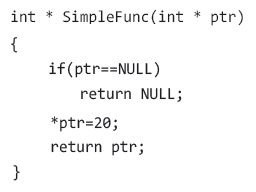 int * SimpleFunc(int * ptr)
{
    if(ptr==NULL)
        return NULL;
    *ptr=20;
    return ptr;
}